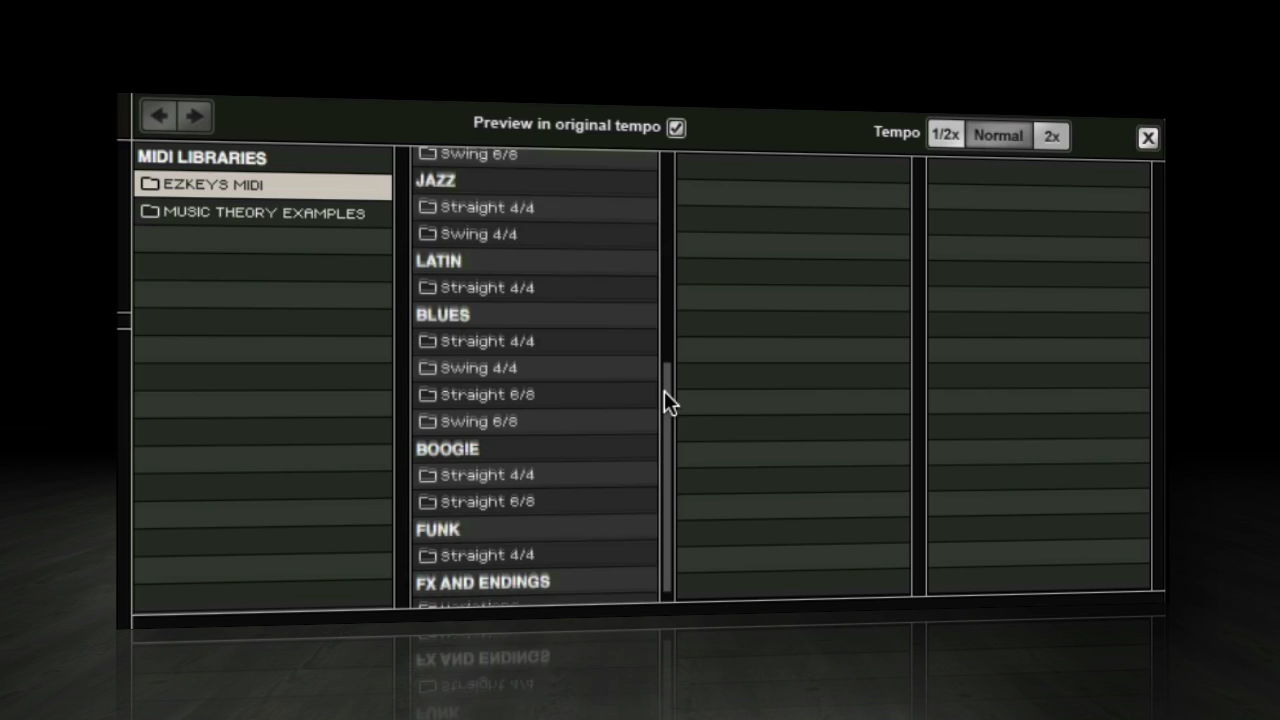 Preview in original tempo
Tempo 1/2x Normal 2x X
MIDI LIBRARIES
EZKEYS MIDI
MUSIC THEORY EXAMPLES
Swing 6/8
JAZZ
Straight 4/4
Swing 4/4
LATIN
Straight 4/4
BLUES
Straight 4/4
Swing 4/4
Straight 6/8
Swing 6/8
BOOGIE
Straight 4/4
Straight 6/8
FUNK
Straight 4/4
FX AND ENDINGS